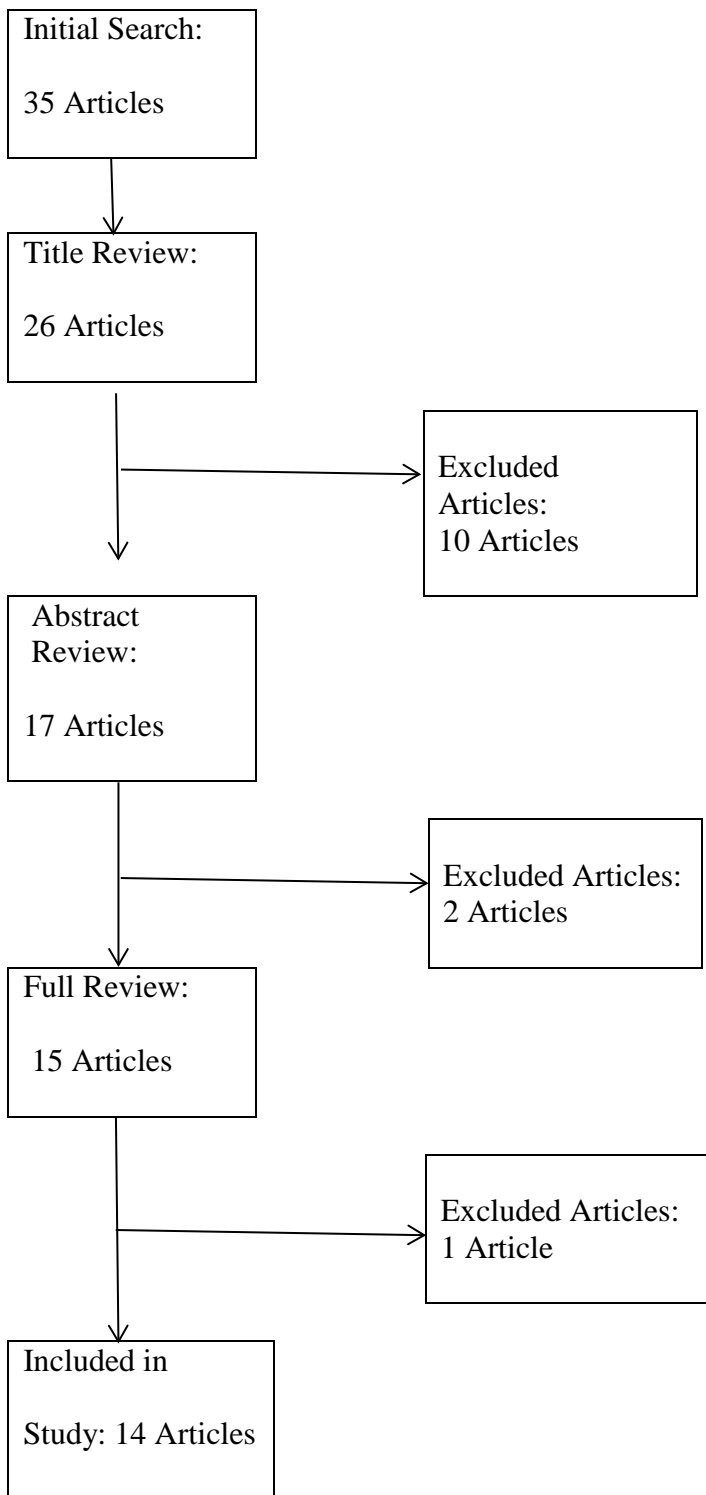 Initial Search:
35 Articles
Title Review:
26 Articles
Excluded
Articles:
10 Articles
Abstract
Review:
17 Articles
Excluded Articles:
2 Articles
Full Review:
15 Articles
Excluded Articles:
1 Article
Included in
Study: 14 Articles